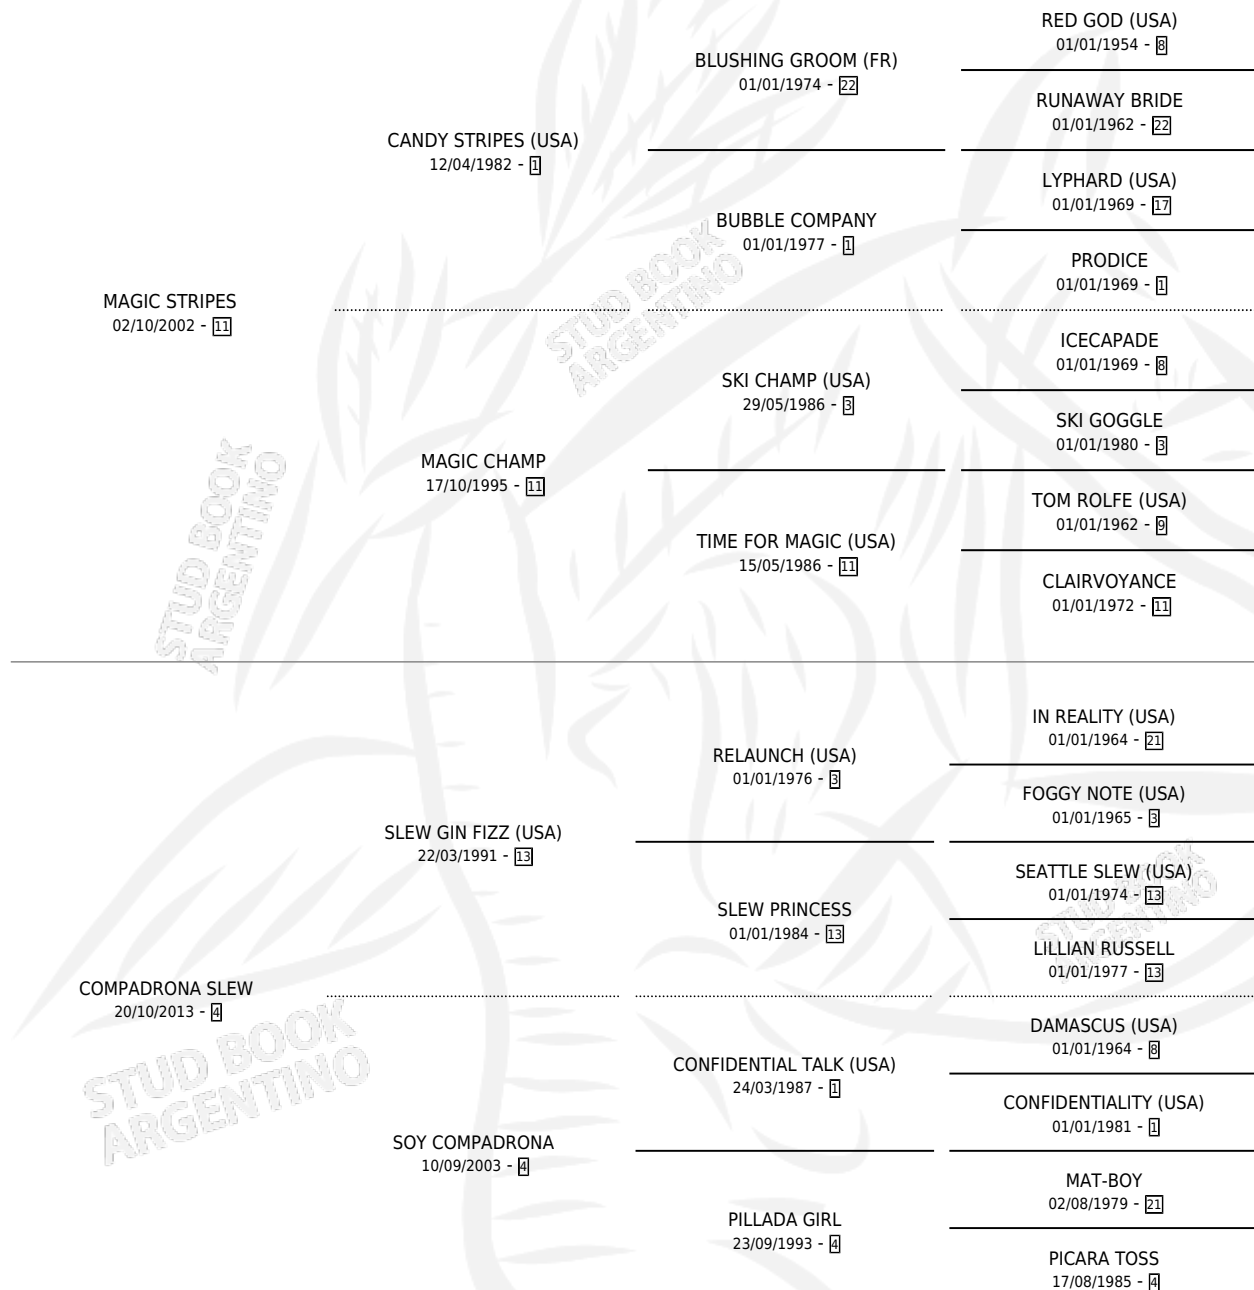 RED GOD (USA)
01/01/1954 - 8
BLUSHING GROOM (FR)
01/01/1974 - 22
RUNAWAY BRIDE
01/01/1962 - 22
CANDY STRIPES (USA)
12/04/1982 - 1
LYPHARD (USA)
01/01/1969 - 17
BUBBLE COMPANY
01/01/1977 - 1
PRODICE
01/01/1969 - 1
MAGIC STRIPES
02/10/2002 - 11
STUD BOOK
ARGENTINO
ICECAPADE
01/01/1969 - 8
SKI CHAMP (USA)
29/05/1986 - 3
SKI GOGGLE
01/01/1980 - 3
MAGIC CHAMP
17/10/1995 - 11
TOM ROLFE (USA)
01/01/1962 - 9
TIME FOR MAGIC (USA)
15/05/1986 - 11
CLAIRVOYANCE
01/01/1972 - 11
STUD BOOK
ARGENTINO
IN REALITY (USA)
01/01/1964 - 21
RELAUNCH (USA)
01/01/1976 - 3
FOGGY NOTE (USA)
01/01/1965 - 3
SLEW GIN FIZZ (USA)
22/03/1991 - 13
SEATTLE SLEW (USA)
01/01/1974 - 13
SLEW PRINCESS
01/01/1984 - 13
STUD BOOK
ARGENTINO
LILLIAN RUSSELL
01/01/1977 - 13
COMPADRONA SLEW
20/10/2013 - 4
STUD BOOK
ARGENTINO
DAMASCUS (USA)
01/01/1964 - 8
CONFIDENTIAL TALK (USA)
24/03/1987 - 1
CONFIDENTIALITY (USA)
01/01/1981 - 1
SOY COMPADRONA
10/09/2003 - 4
MAT-BOY
02/08/1979 - 21
PILLADA GIRL
23/09/1993 - 4
PICARA TOSS
17/08/1985 - 4